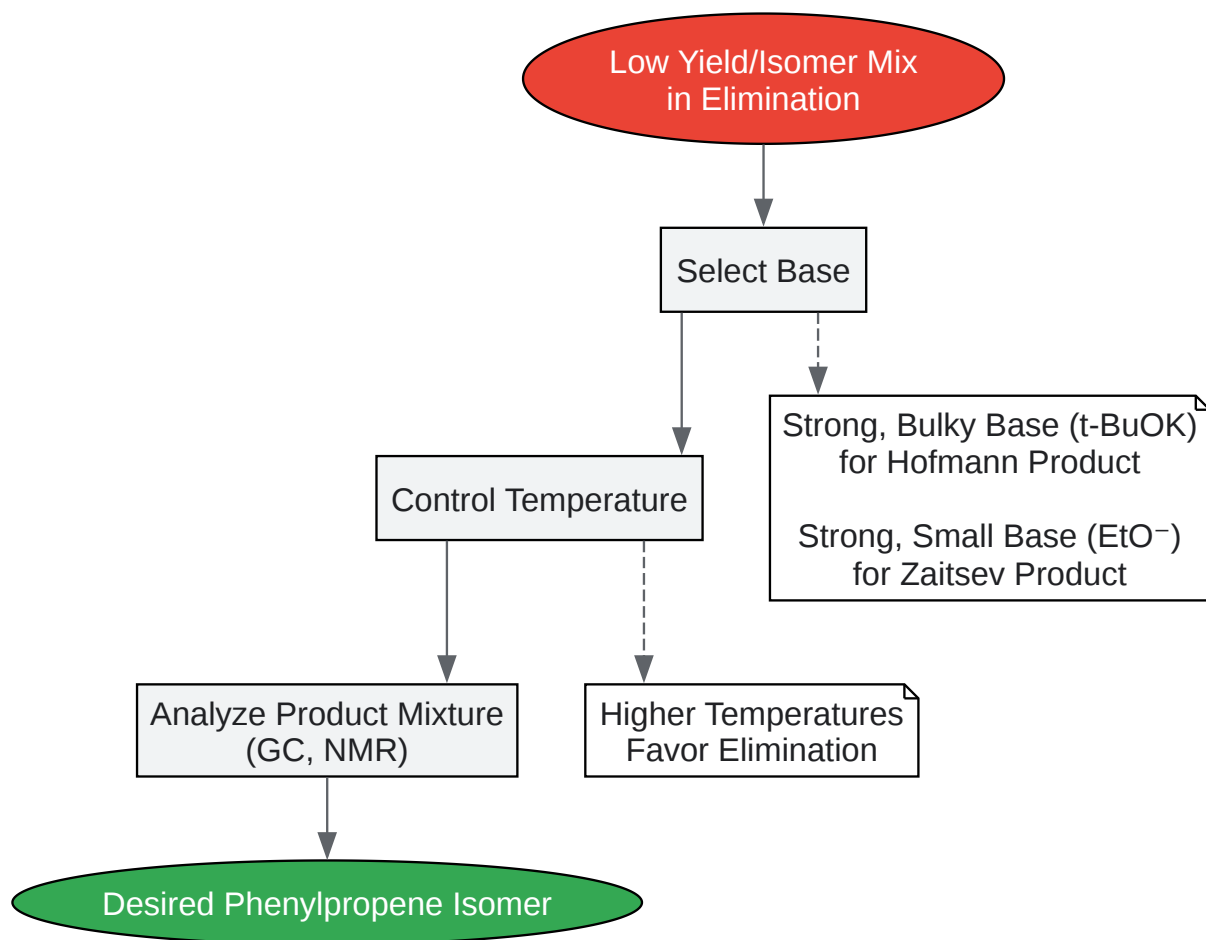 Low Yield/Isomer Mix
in Elimination
Select Base
Strong, Bulky Base (t-BuOK)
for Hofmann Product
Strong, Small Base (EtO⁻)
for Zaitsev Product
Control Temperature
Higher Temperatures
Favor Elimination
Analyze Product Mixture
(GC, NMR)
Desired Phenylpropene Isomer